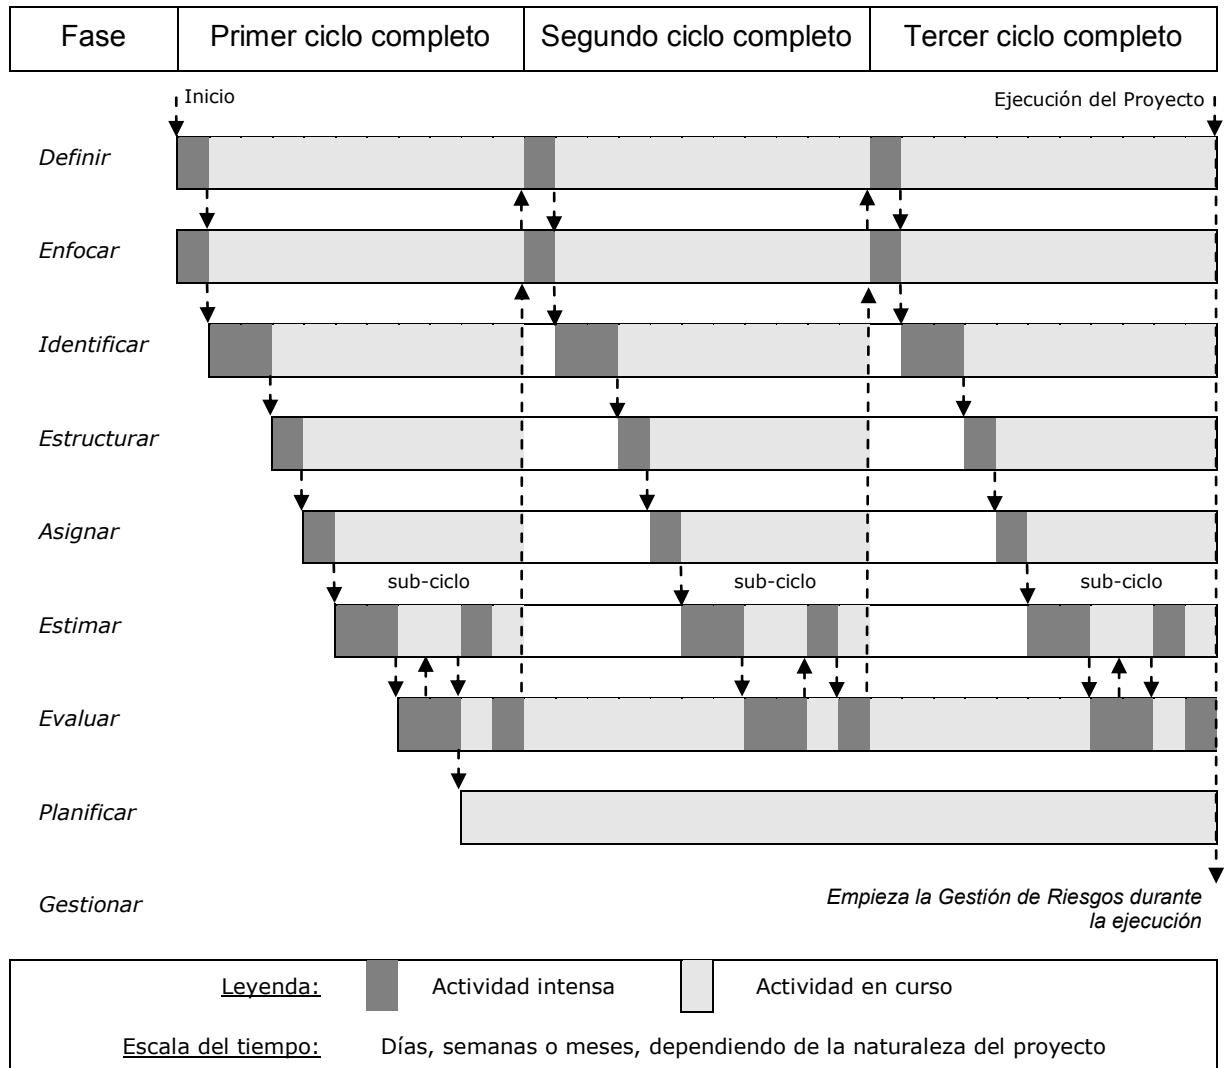 Fase Primer ciclo completo Segundo ciclo completo Tercer ciclo completo
Inicio Ejecución del Proyecto
Definir
Enfocar
Identificar
Estructurar
Asignar
sub-ciclo sub-ciclo sub-ciclo
Estimar
Evaluar
Planificar
Gestionar
Empieza la Gestión de Riesgos durante
la ejecución
Leyenda: Actividad intensa Actividad en curso
Escala del tiempo: Días, semanas o meses, dependiendo de la naturaleza del proyecto